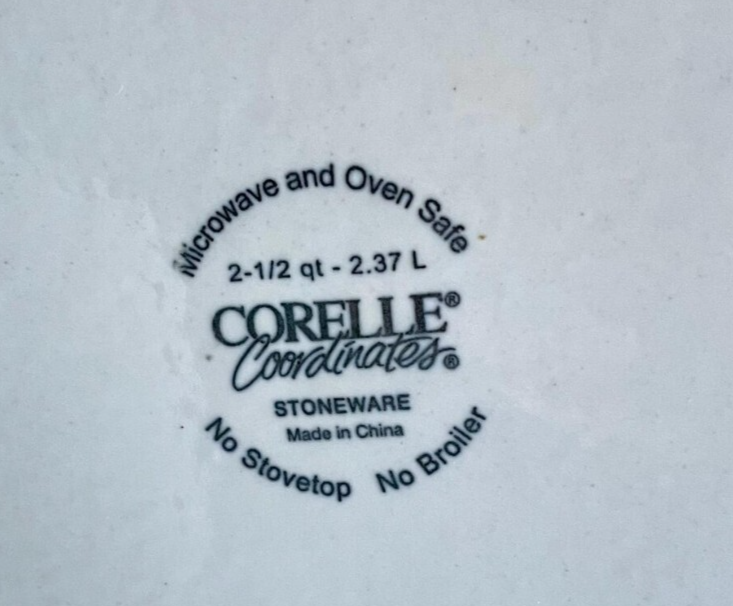 Microwave and Oven Safe
2-1/2 qt - 2.37 L
CORELLE®
Coordinates®
STONEWARE
Made in China
No Stovetop No Broiler